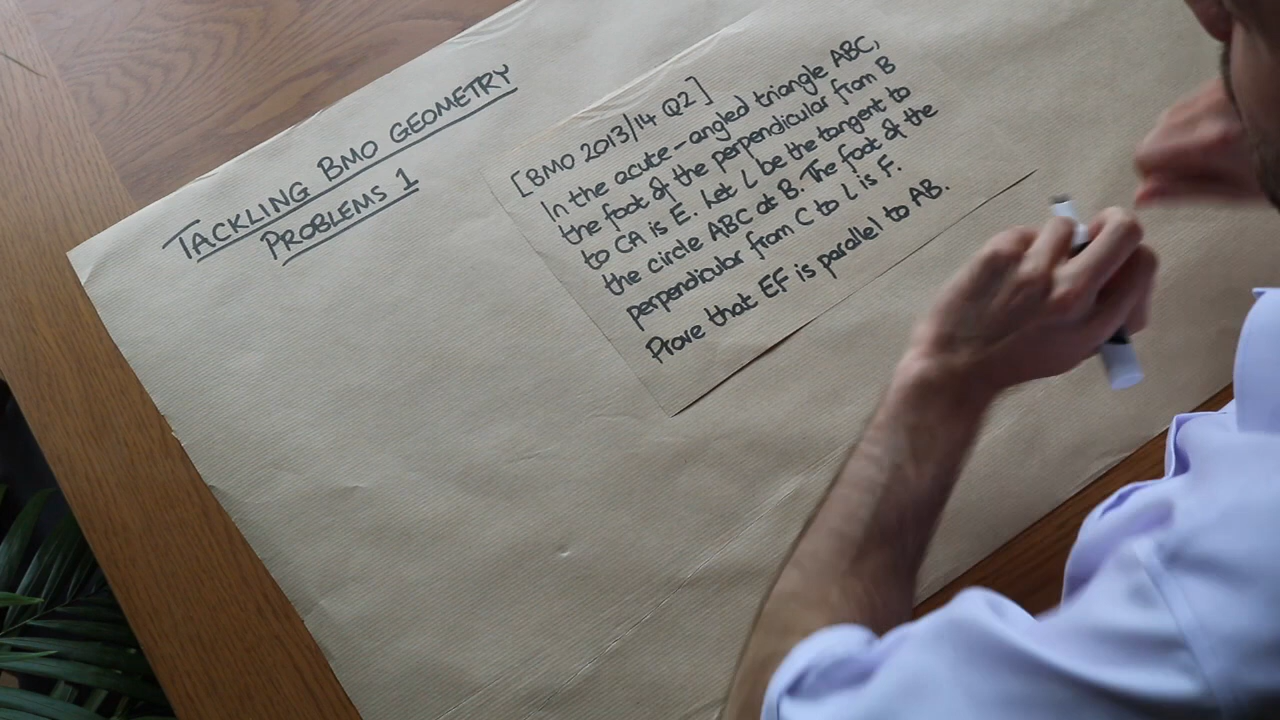 TACKLING BMO GEOMETRY
PROBLEMS 1
[BMO 2013/14 Q2]
In the acute-angled triangle ABC,
the foot of the perpendicular from B
to CA is E. Let L be the tangent to
the circle ABC at B. The foot of the
perpendicular from C to L is F.
Prove that EF is parallel to AB.